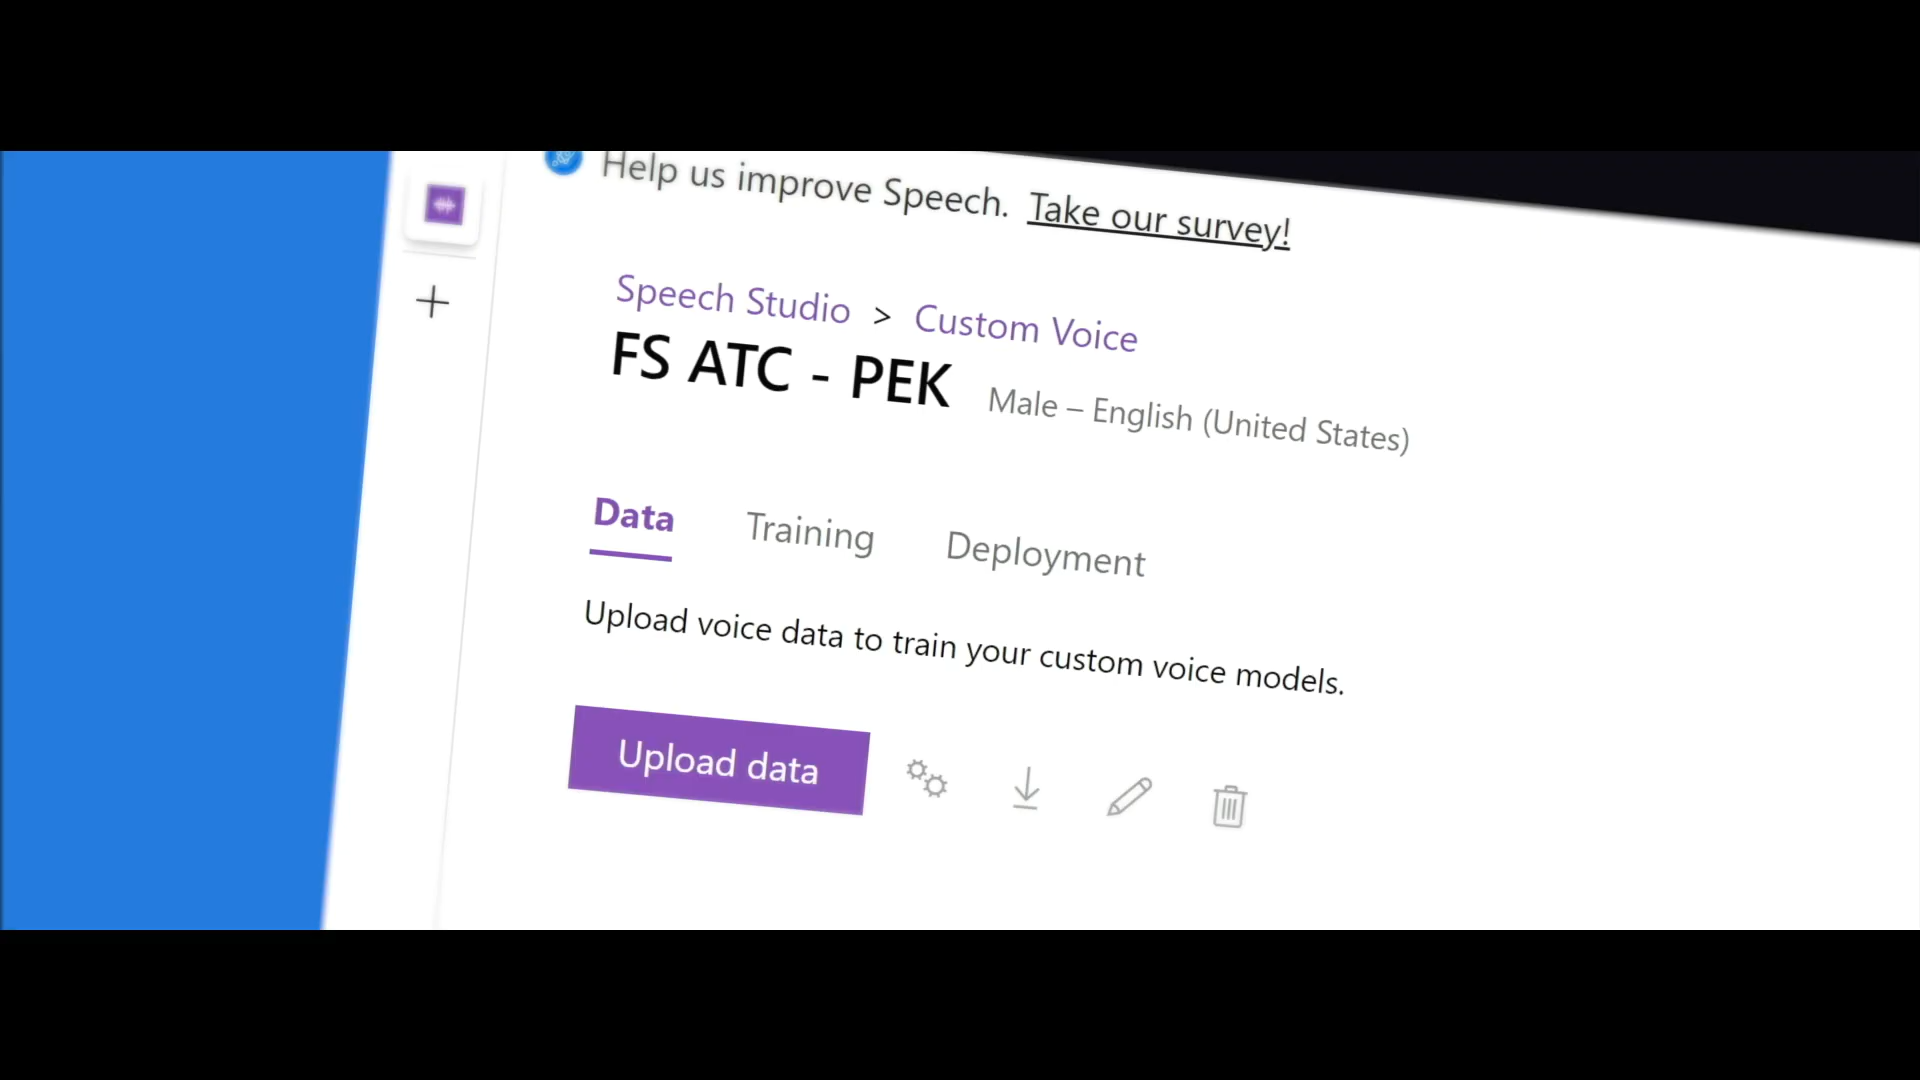 Help us improve Speech. Take our survey!
Speech Studio > Custom Voice
FS ATC - PEK Male – English (United States)
Data Training Deployment
Upload voice data to train your custom voice models.
Upload data